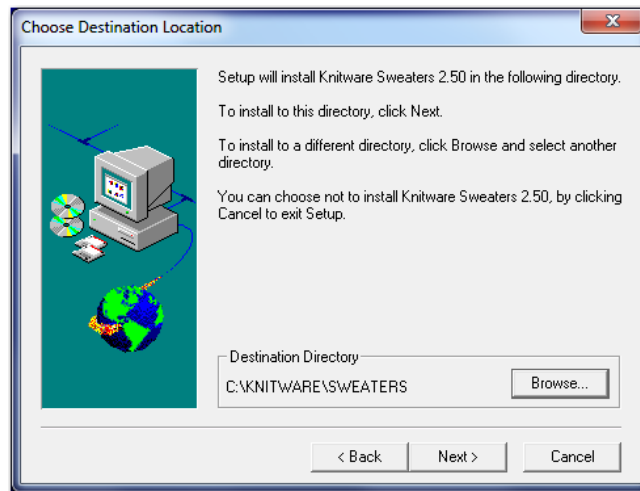 Choose Destination Location
Setup will install Knitware Sweaters 2.50 in the following directory.
To install to this directory, click Next.
To install to a different directory, click Browse and select another
directory.
You can choose not to install Knitware Sweaters 2.50, by clicking
Cancel to exit Setup.
Destination Directory
C:\KNITWARE\SWEATERS
Browse...
< Back
Next >
Cancel